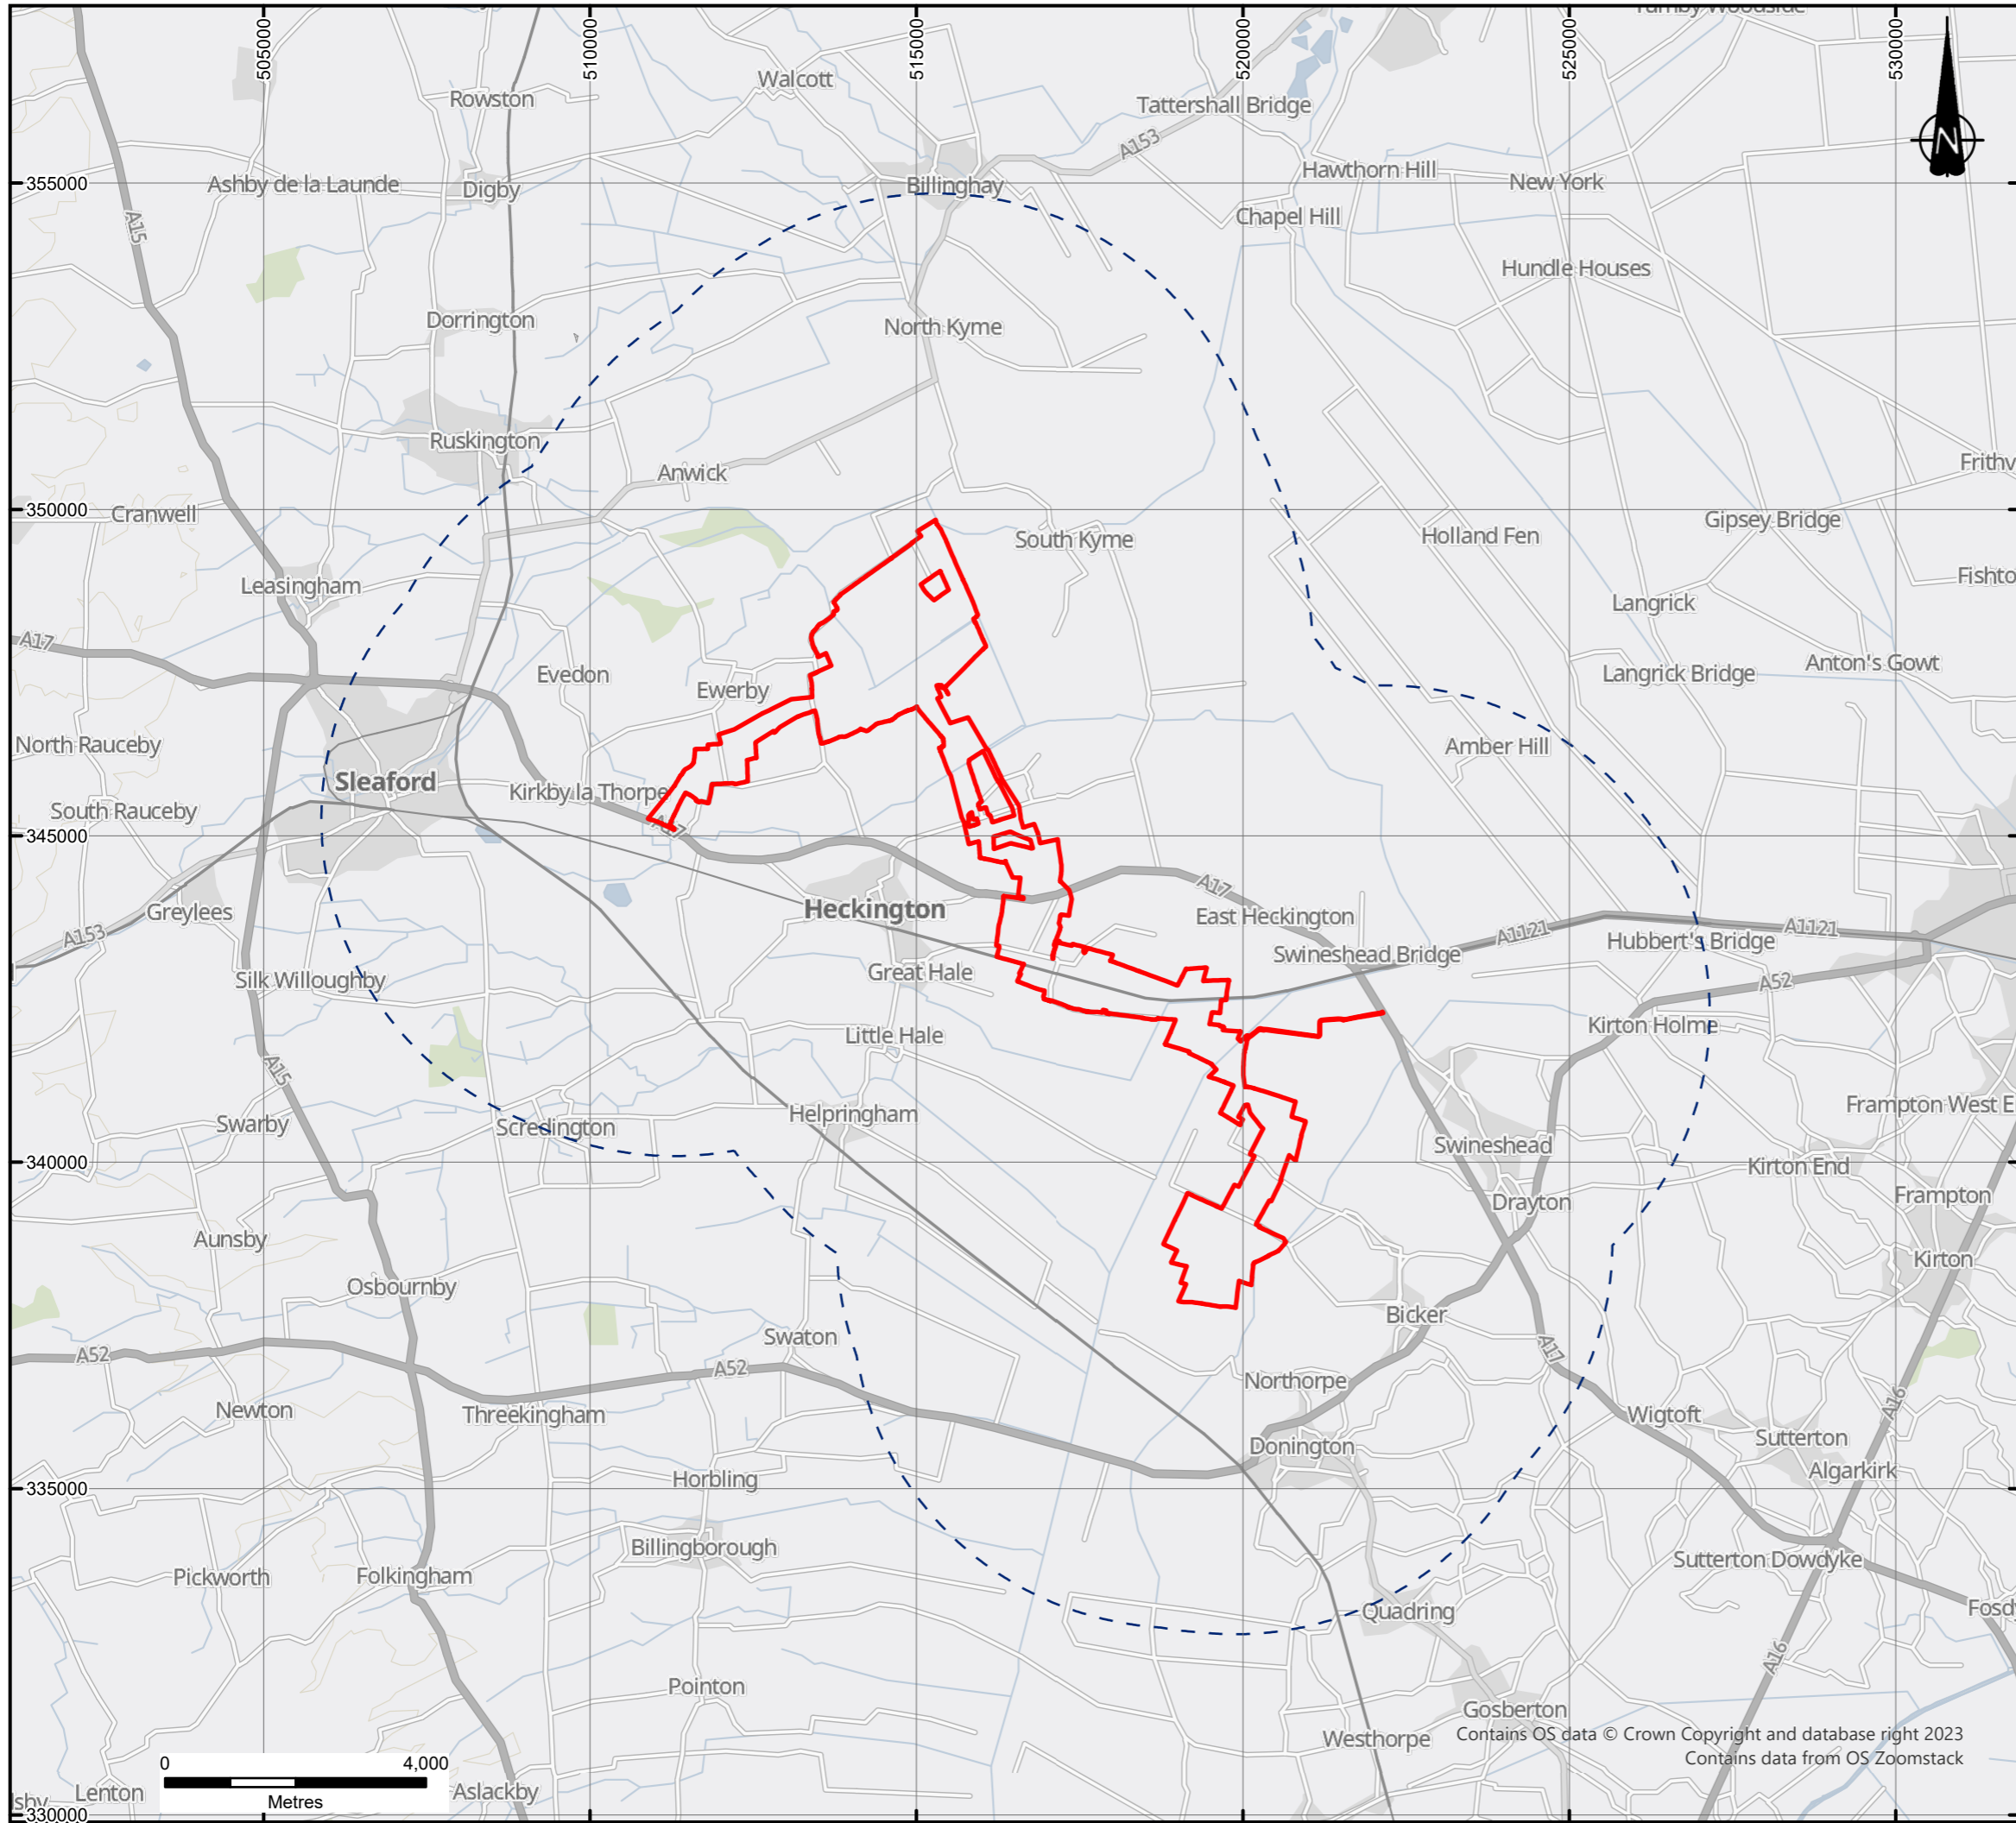 505000
510000
515000
520000
525000
530000
Tumby Woodside
Walcott
Rowston
Tattershall Bridge
A153
Hawthorn Hill
New York
355000
Ashby de la Launde
Digby
Billinghay
Chapel Hill
A15
Hundle Houses
Dorrington
North Kyme
Ruskington
Anwick
Frithv
350000
Cranwell
Gipsey Bridge
South Kyme
Holland Fen
Leasingham
Fishto
Langrick
A17
Evedon
Ewerby
Langrick Bridge
Anton's Gowt
North Rauceby
Amber Hill
Sleaford
Kirkby la Thorpe
South Rauceby
A17
345000
A17
Heckington
Greylees
East Heckington
A153
A1121
A1121
Hubbert's Bridge
Swineshead Bridge
Great Hale
Silk Willoughby
A52
Little Hale
Kirton Holme
A15
Helpringham
Frampton West E
Swarby
Scredington
Swineshead
340000
Kirton End
Drayton
Frampton
Aunsby
Kirton
Osbournby
Bicker
Swaton
A17
A52
A52
Northorpe
A16
Newton
Threekingham
Wigtoft
Donington
Sutterton
Algarkirk
Horbling
335000
Billingborough
Sutterton Dowdyke
Pickworth
Folkingham
Quadring
Fosdy
A16
Pointon
Gosberton
Westhorpe
Contains OS data © Crown Copyright and database right 2023
Contains data from OS Zoomstack
0 4,000
Metres
Lenton
Aslackby
lsby
330000
N